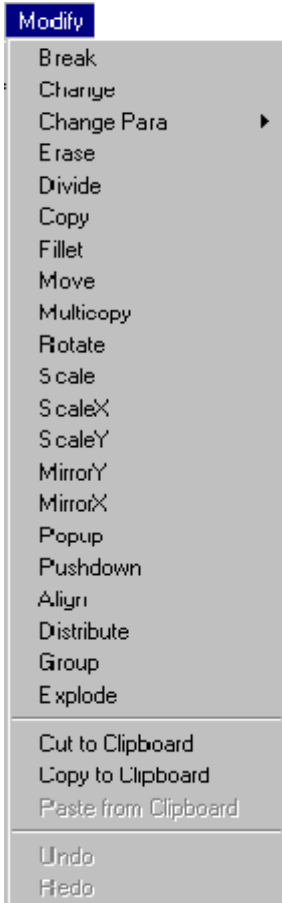 Modify
Break
Change
Change Para
Erase
Divide
Copy
Fillet
Move
Multicopy
Rotate
Scale
ScaleX
ScaleY
MirrorY
MirrorX
Popup
Pushdown
Align
Distribute
Group
Explode
Cut to Clipboard
Copy to Clipboard
Paste from Clipboard
Undo
Redo